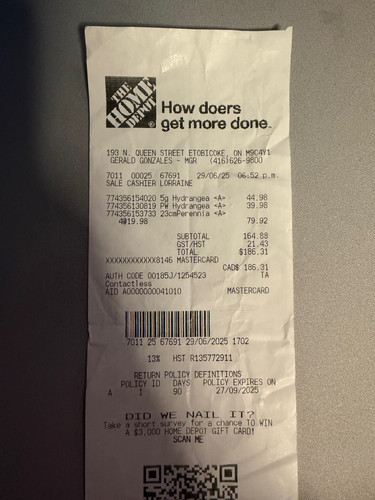 THE HOME DEPOT
How doers
get more done.
193 N. QUEEN STREET ETOBICOKE, ON M9C4Y1
GERALD GONZALES - MGR (416)626-9800
7011 00025 67691 29/06/25 06:52 p.m.
SALE CASHIER LORRAINE
774356154020 5g Hydrangea <A> 44.98
774356130819 PW Hydrangea <A> 39.98
774356153733 23cmPerennia <A>
4@19.98 79.92
SUBTOTAL 164.88
GST/HST 21.43
TOTAL $186.31
XXXXXXXXXXXX8146 MASTERCARD
CAD$ 186.31
AUTH CODE 00185J/1254523 TA
Contactless
AID A0000000041010 MASTERCARD
7011 25 67691 29/06/2025 1702
13% HST R135772911
RETURN POLICY DEFINITIONS
POLICY ID DAYS POLICY EXPIRES ON
A 1 90 27/09/2025
DID WE NAIL IT?
Take a short survey for a chance TO WIN
A $3,000 HOME DEPOT GIFT CARD!
SCAN ME